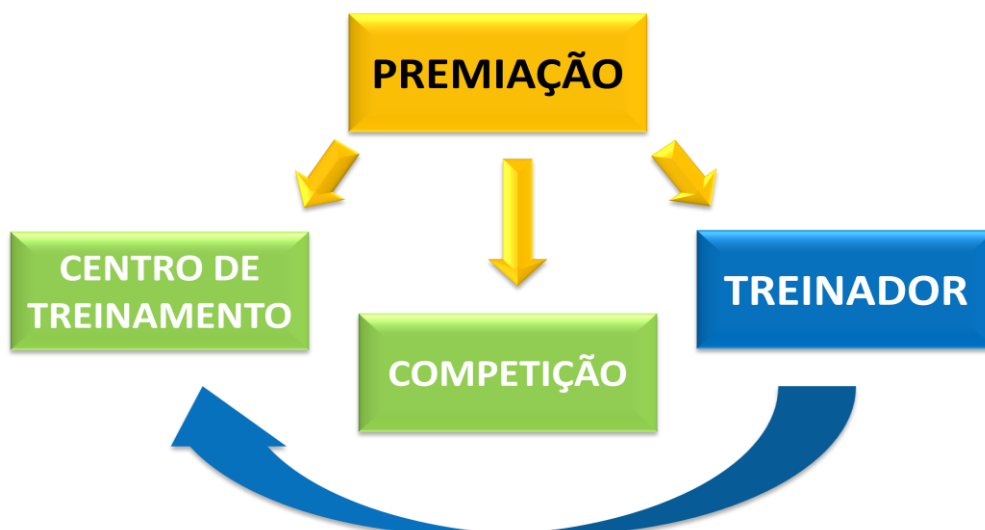 PREMIAÇÃO
CENTRO DE
TREINAMENTO
COMPETIÇÃO
TREINADOR